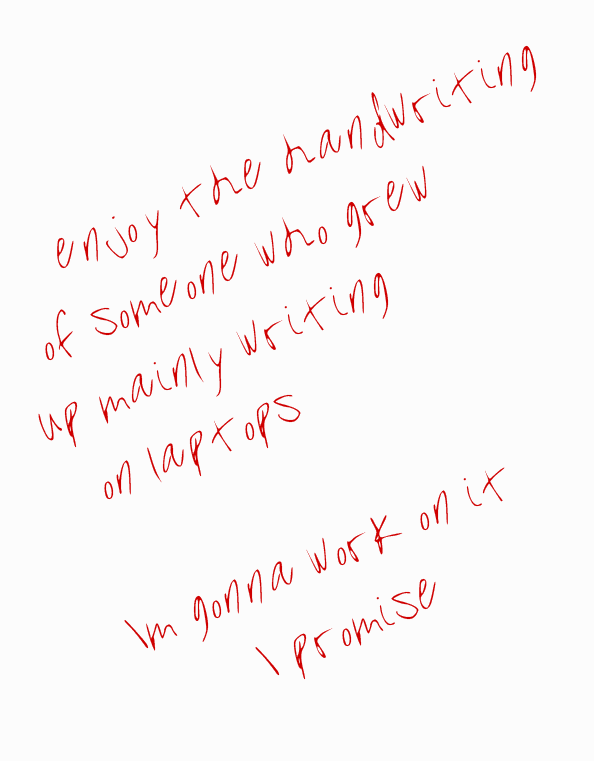 enjoy the handwriting
of someone who grew
up mainly writing
on laptops
Im gonna work on it
I promise